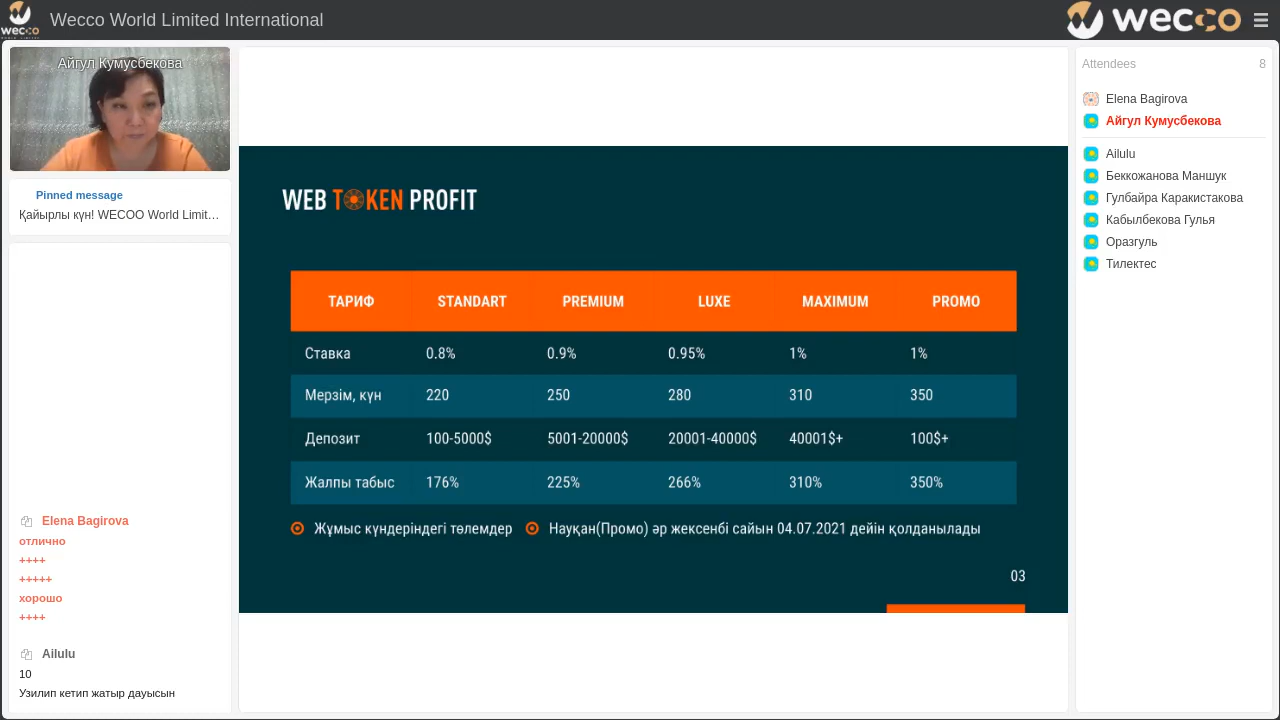 Wecco World Limited International
wecco
wecco
Айгул Кумусбекова
Pinned message
Қайырлы күн! WECOO World Limit…
Elena Bagirova
отлично
++++
+++++
хорошо
++++
Ailulu
10
Узилип кетип жатыр дауысын
WEB TOKEN PROFIT
ТАРИФ STANDART PREMIUM LUXE MAXIMUM PROMO
Ставка 0.8% 0.9% 0.95% 1% 1%
Мерзім, күн 220 250 280 310 350
Депозит 100-5000$ 5001-20000$ 20001-40000$ 40001$+ 100$+
Жалпы табыс 176% 225% 266% 310% 350%
Жұмыс күндеріндегі төлемдер Науқан(Промо) әр жексенбі сайын 04.07.2021 дейін қолданылады
03
Attendees 8
Elena Bagirova
Айгул Кумусбекова
Ailulu
Беккожанова Маншук
Гулбайра Каракистакова
Кабылбекова Гулья
Оразгуль
Тилектес